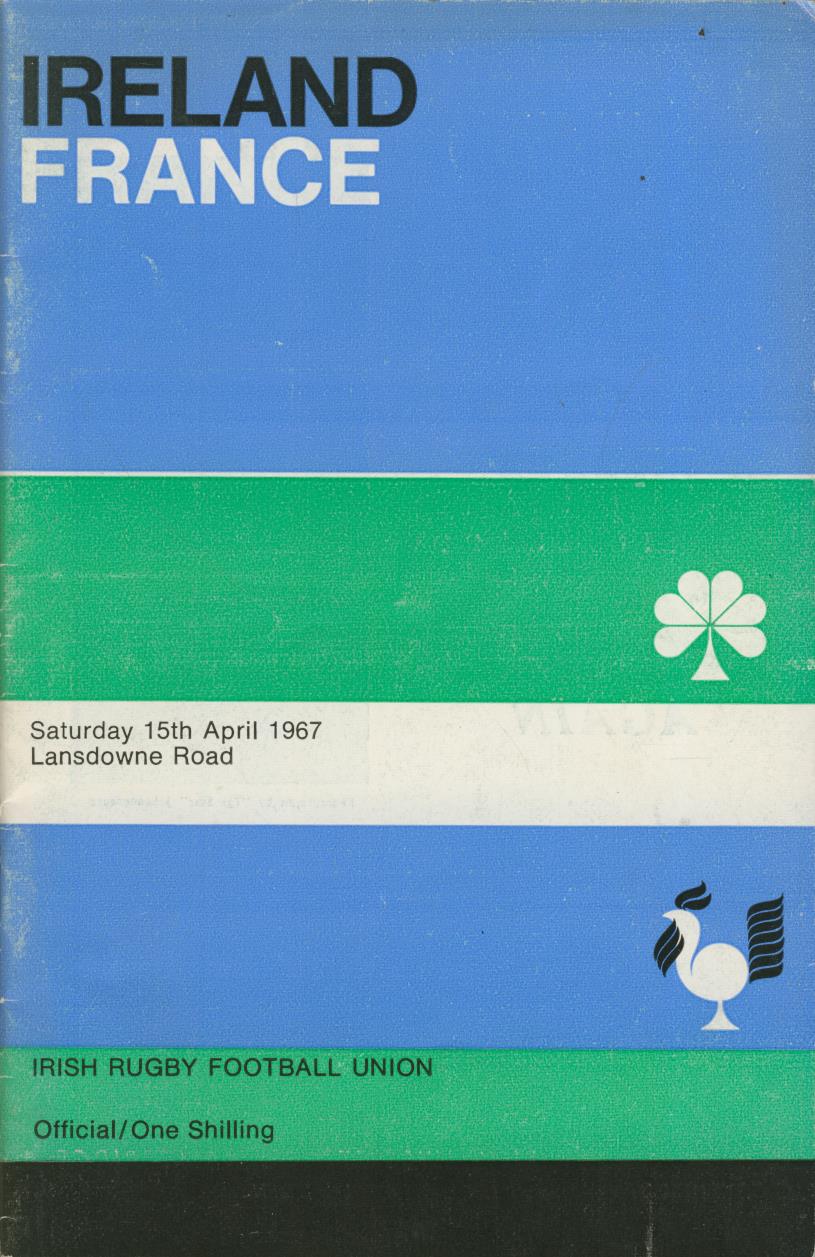 IRELAND
FRANCE
Saturday 15th April 1967
Lansdowne Road
IRISH RUGBY FOOTBALL UNION
Official/One Shilling